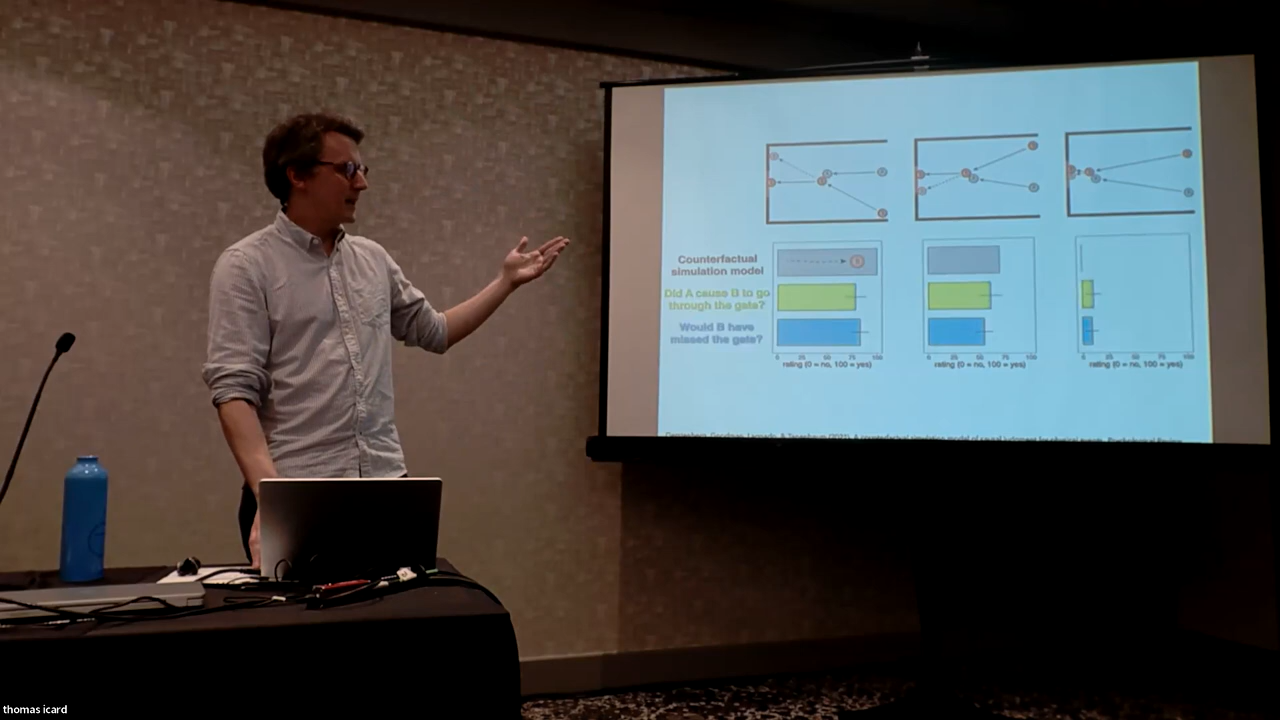 Counterfactual
simulation model
Did A cause B to go
through the gate?
Would B have
missed the gate?
0 25 50 75 100
rating (0 = no, 100 = yes)
0 25 50 75 100
rating (0 = no, 100 = yes)
0 25 50 75 100
rating (0 = no, 100 = yes)
thomas icard